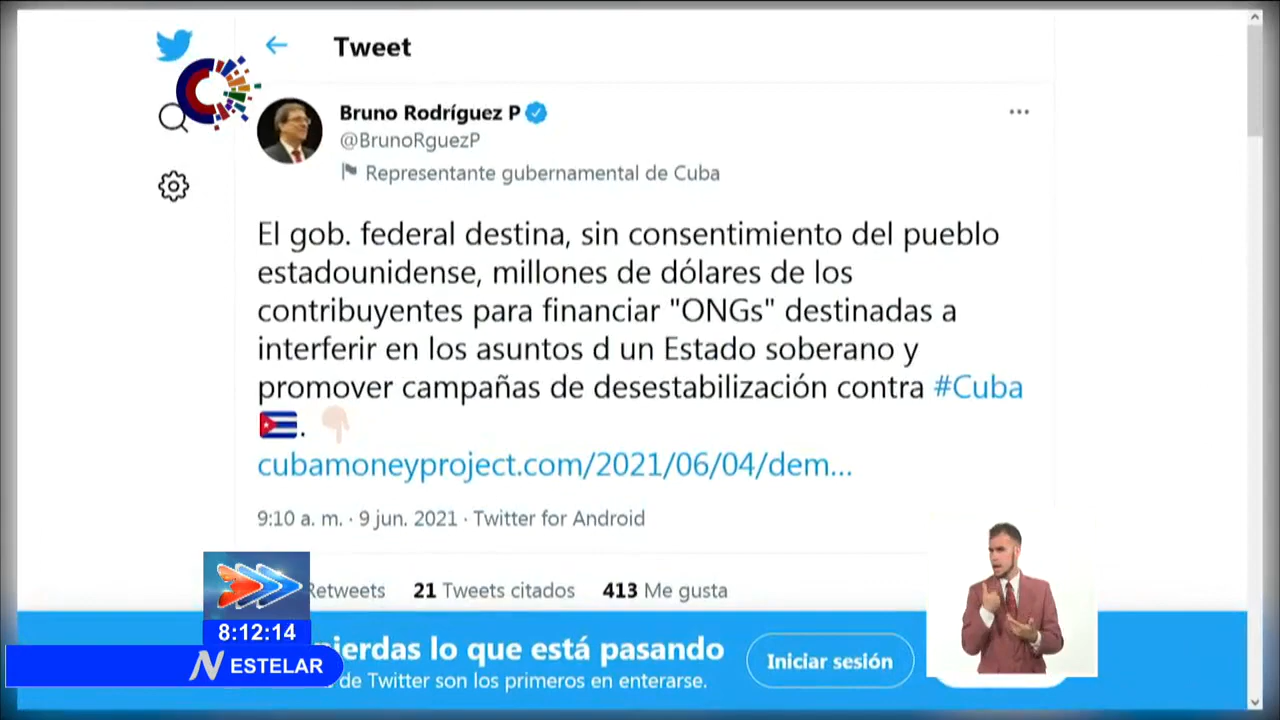 Tweet
Bruno Rodríguez P
@BrunoRguezP
Representante gubernamental de Cuba
El gob. federal destina, sin consentimiento del pueblo
estadounidense, millones de dólares de los
contribuyentes para financiar "ONGs" destinadas a
interferir en los asuntos d un Estado soberano y
promover campañas de desestabilización contra #Cuba
.
cubamoneyproject.com/2021/06/04/dem...
9:10 a. m. · 9 jun. 2021 · Twitter for Android
Retweets 21 Tweets citados 413 Me gusta
8:12:14
N ESTELAR
pierdas lo que está pasando
de Twitter son los primeros en enterarse.
Iniciar sesión